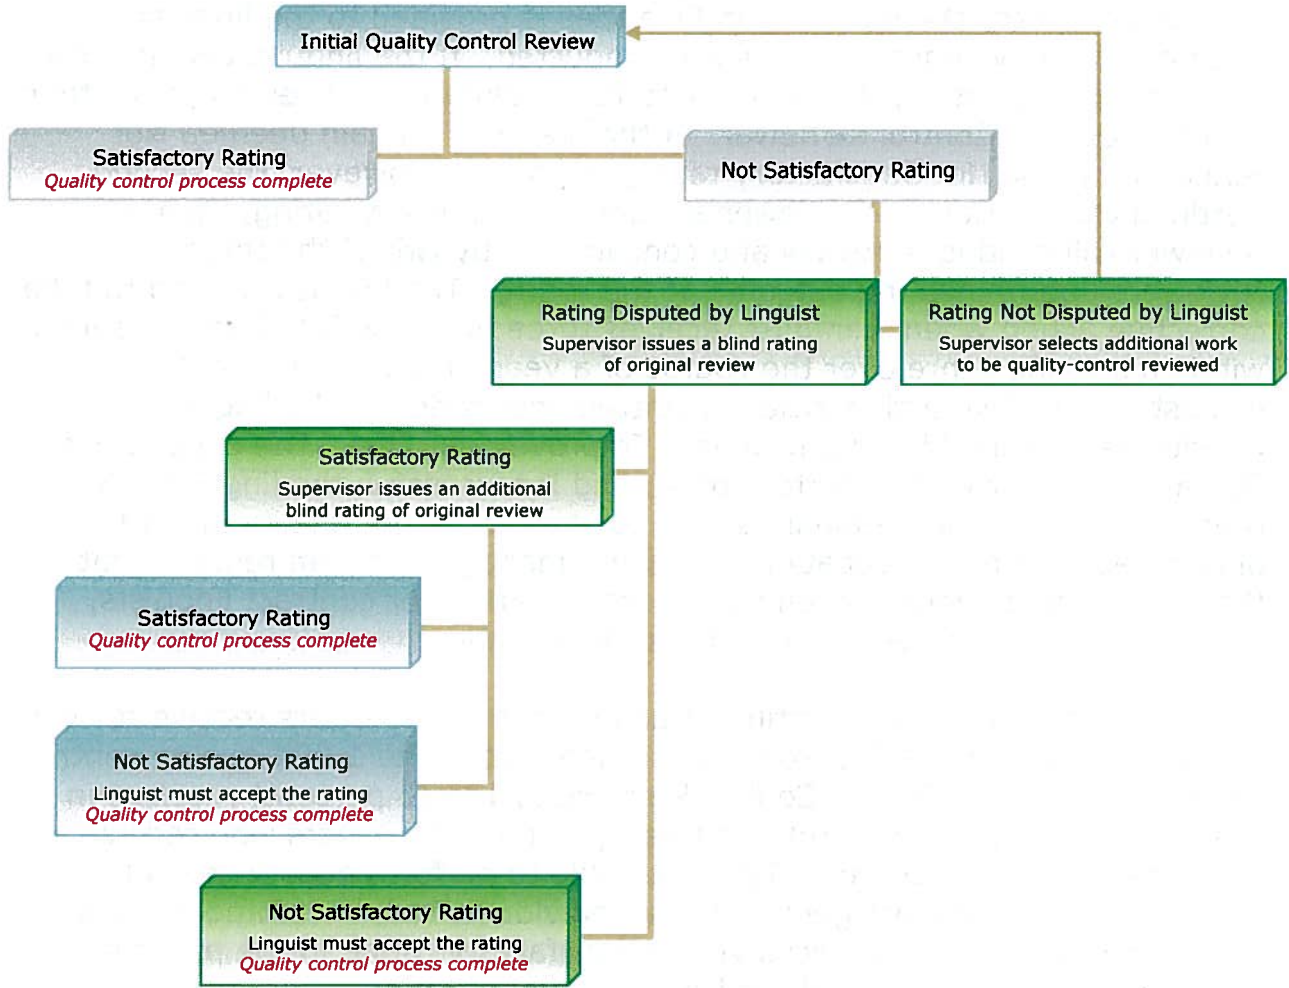 Initial Quality Control Review
Satisfactory Rating
Quality control process complete
Not Satisfactory Rating
Rating Disputed by Linguist
Supervisor issues a blind rating
of original review
Rating Not Disputed by Linguist
Supervisor selects additional work
to be quality-control reviewed
Satisfactory Rating
Supervisor issues an additional
blind rating of original review
Satisfactory Rating
Quality control process complete
Not Satisfactory Rating
Linguist must accept the rating
Quality control process complete
Not Satisfactory Rating
Linguist must accept the rating
Quality control process complete